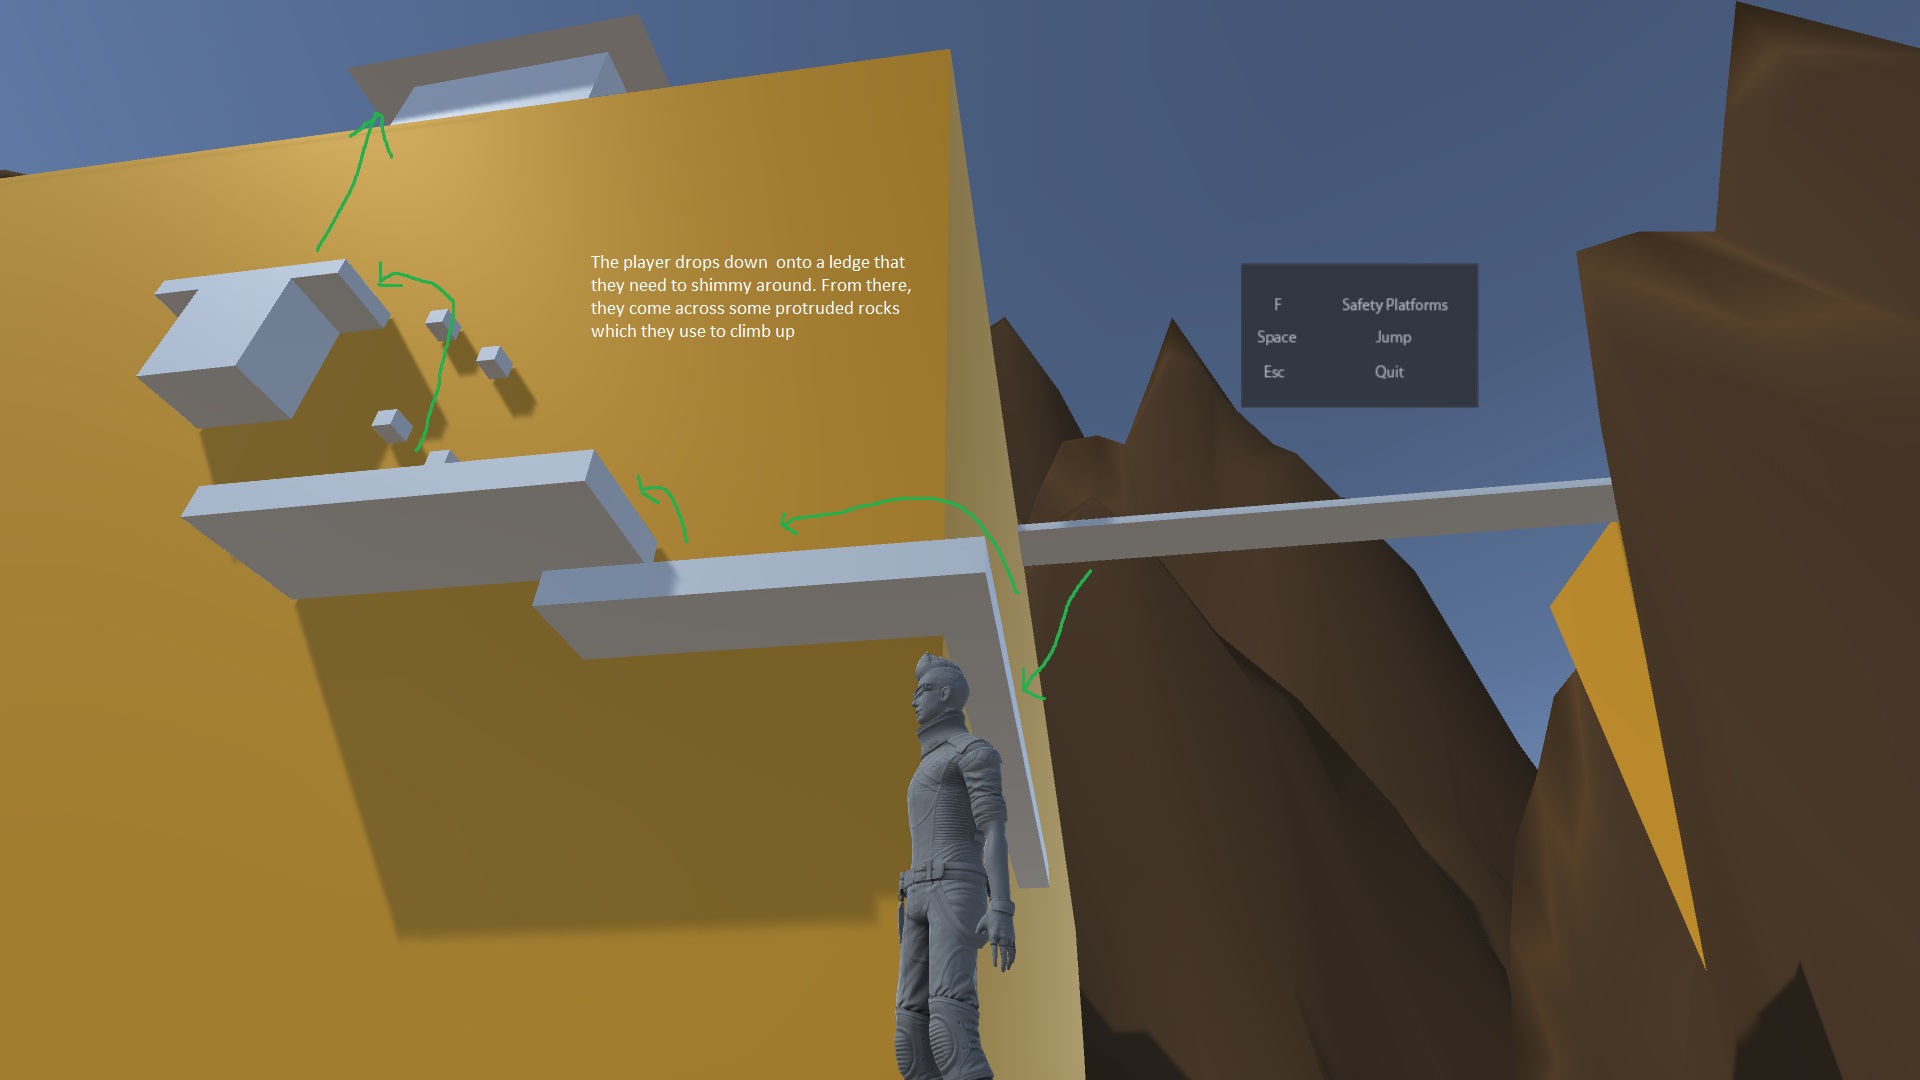 The player drops down  onto a ledge that
they need to shimmy around. From there,
they come across some protruded rocks
which they use to climb up
F Safety Platforms
Space Jump
Esc Quit